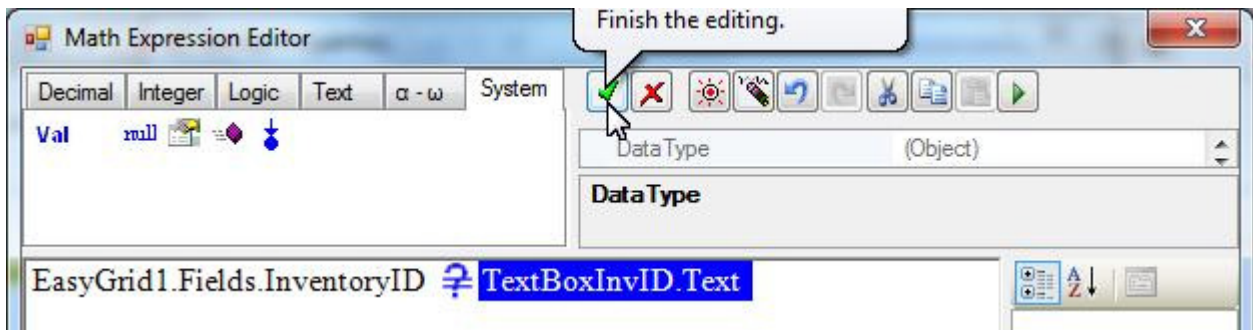 Finish the editing.
Math Expression Editor
Decimal Integer Logic Text α - ω System
Val null
DataType (Object)
DataType
EasyGrid1.Fields.InventoryID ≟ TextBoxInvID.Text